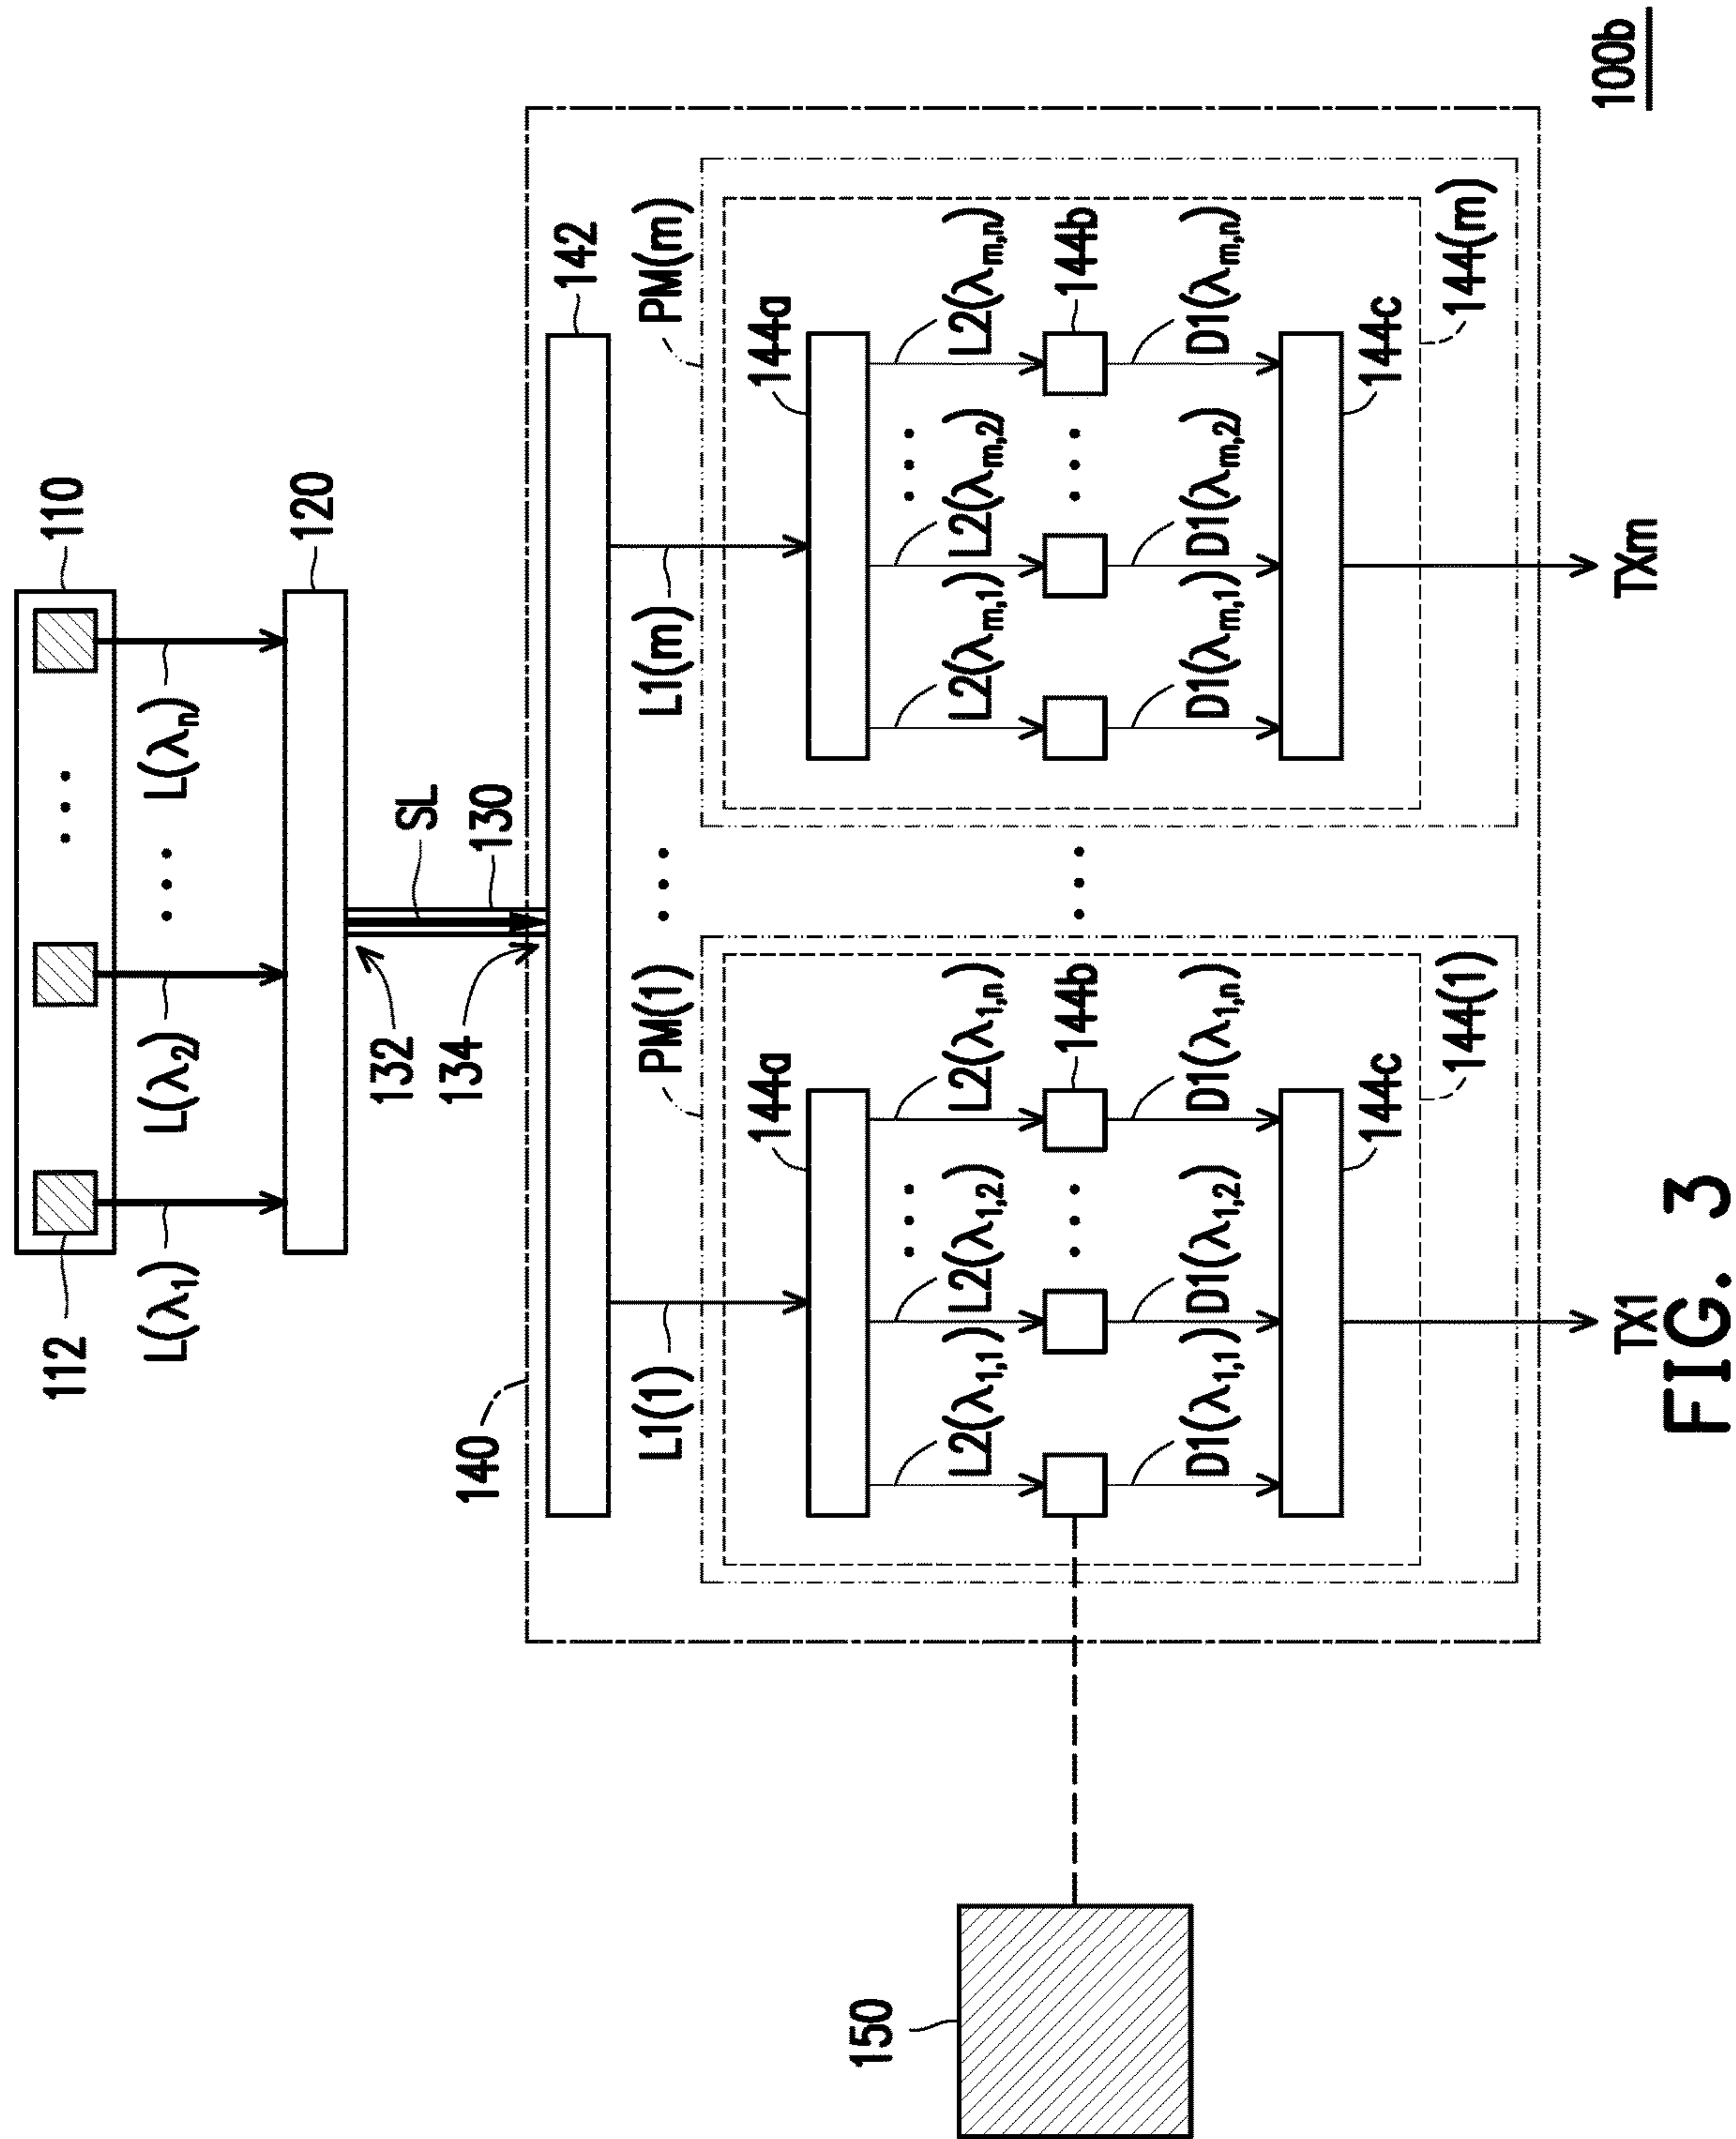 110
112
L(λ1)
L(λ2)
L(λn)
120
SL
130
132
134
140
142
L1(1)
L1(m)
PM(1)
PM(m)
144a
144a
L2(λ1,1)
L2(λ1,2)
L2(λ1,n)
L2(λm,1)
L2(λm,2)
L2(λm,n)
144b
144b
D1(λ1,1)
D1(λ1,2)
D1(λ1,n)
D1(λm,1)
D1(λm,2)
D1(λm,n)
144c
144c
144(1)
144(m)
150
TX1
TXm
100b
FIG. 3